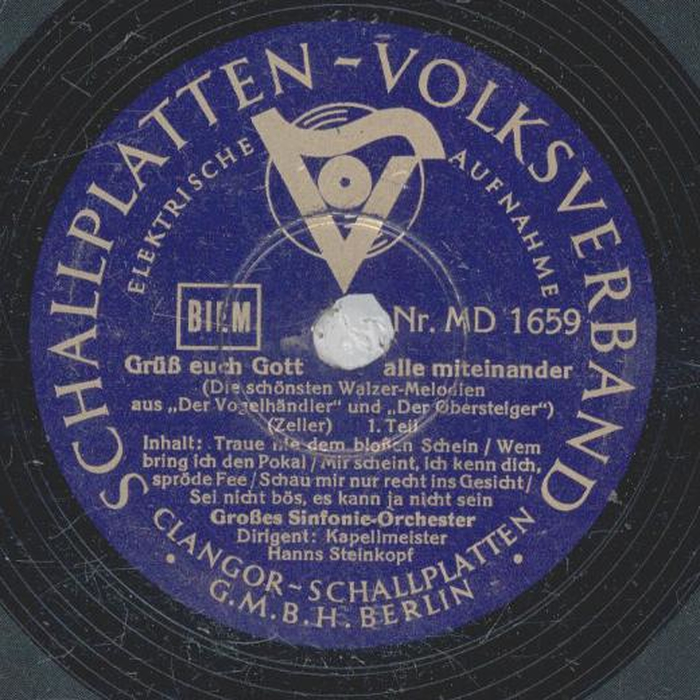 SCHALLPLATTEN-VOLKSVERBAND
ELEKTRISCHE AUFNAHME
BIEM
Nr. MD 1659
Grüß euch Gott alle miteinander
(Die schönsten Walzer-Melodien
aus „Der Vogelhändler“ und „Der Obersteiger“)
(Zeller) 1. Teil
Inhalt: Traue nie dem bloßen Schein / Wem
bring ich den Pokal / Mir scheint, ich kenn dich,
spröde Fee / Schau mir nur recht ins Gesicht /
Sei nicht bös, es kann ja nicht sein
Großes Sinfonie-Orchester
Dirigent: Kapellmeister
Hanns Steinkopf
CLANGOR-SCHALLPLATTEN
G.M.B.H. BERLIN